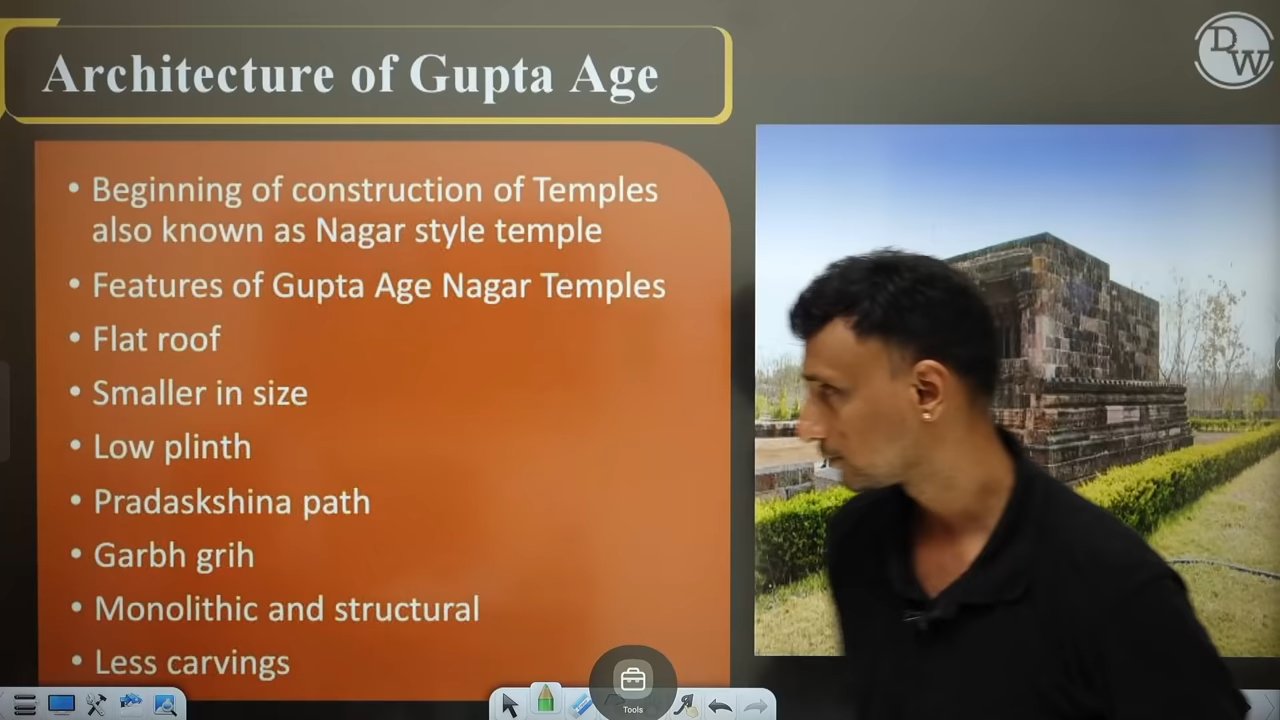 Architecture of Gupta Age
DW
• Beginning of construction of Temples
also known as Nagar style temple
• Features of Gupta Age Nagar Temples
• Flat roof
• Smaller in size
• Low plinth
• Pradaskshina path
• Garbh grih
• Monolithic and structural
• Less carvings
Tools